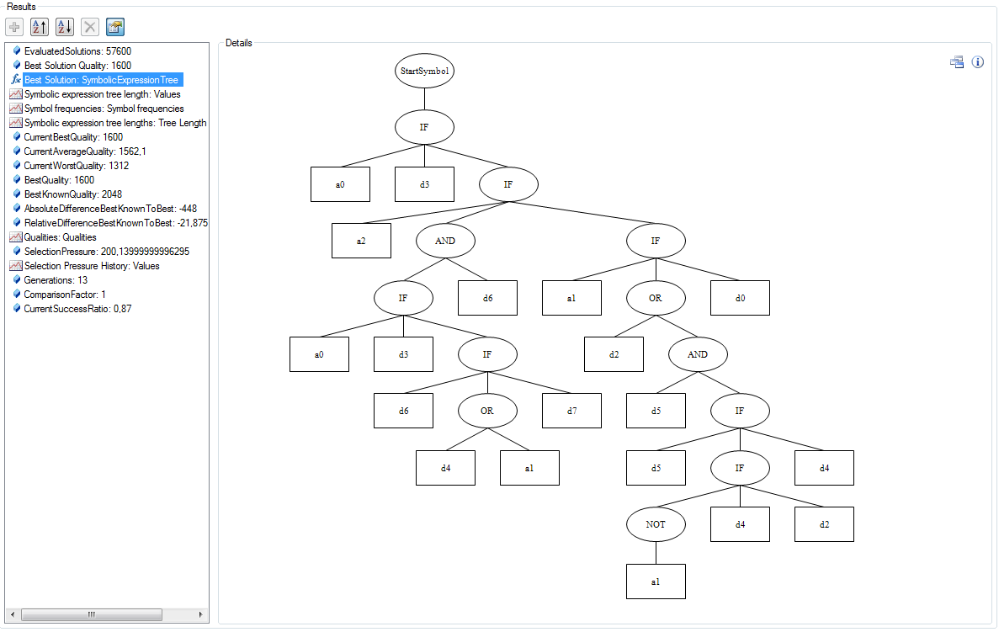 Results
EvaluatedSolutions: 57600
Best Solution Quality: 1600
Best Solution: SymbolicExpressionTree
Symbolic expression tree length: Values
Symbol frequencies: Symbol frequencies
Symbolic expression tree lengths: Tree Length
CurrentBestQuality: 1600
CurrentAverageQuality: 1562,1
CurrentWorstQuality: 1312
BestQuality: 1600
BestKnownQuality: 2048
AbsoluteDifferenceBestKnownToBest: -448
RelativeDifferenceBestKnownToBest: -21,875
Qualities: Qualities
SelectionPressure: 200,13999999996295
Selection Pressure History: Values
Generations: 13
ComparisonFactor: 1
CurrentSuccessRatio: 0,87
Details
StartSymbol
IF
a0 d3 IF
a2 AND IF
IF d6 a1 OR d0
a0 d3 IF d2 AND
d6 OR d7 d5 IF
d4 a1 d5 IF d4
NOT d4 d2
a1